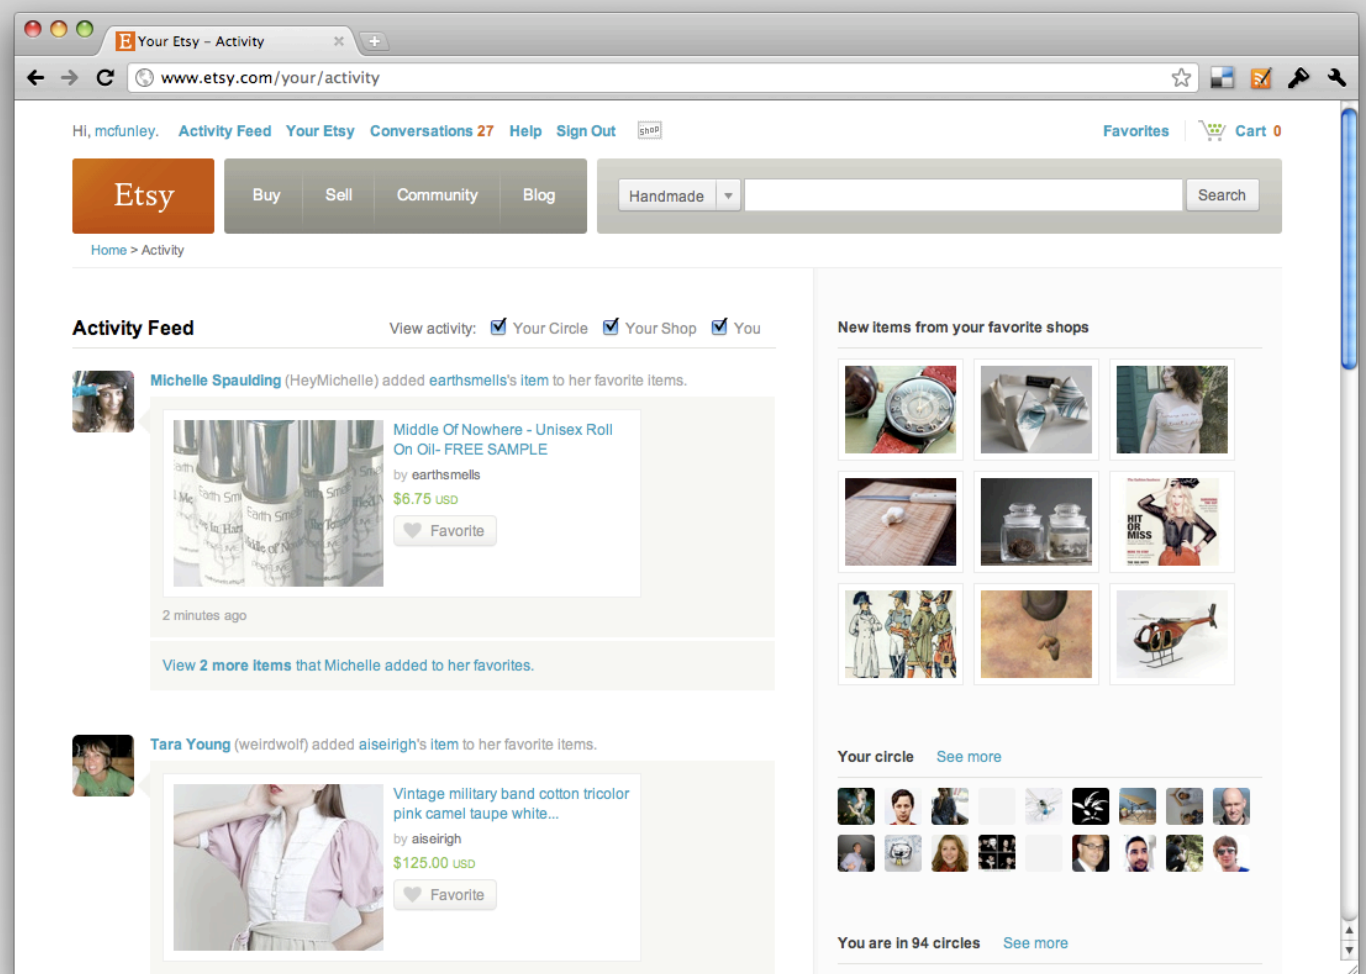 Your Etsy – Activity
www.etsy.com/your/activity
Hi, mcfunley. Activity Feed Your Etsy Conversations 27 Help Sign Out shop Favorites Cart 0
Etsy Buy Sell Community Blog Handmade Search
Home > Activity
Activity Feed View activity: Your Circle Your Shop You
Michelle Spaulding (HeyMichelle) added earthsmells's item to her favorite items.
Middle Of Nowhere - Unisex Roll
On Oil- FREE SAMPLE
by earthsmells
$6.75 USD
Favorite
2 minutes ago
View 2 more items that Michelle added to her favorites.
Tara Young (weirdwolf) added aiseirigh's item to her favorite items.
Vintage military band cotton tricolor
pink camel taupe white...
by aiseirigh
$125.00 USD
Favorite
New items from your favorite shops
HIT
OR
MISS
Your circle See more
You are in 94 circles See more